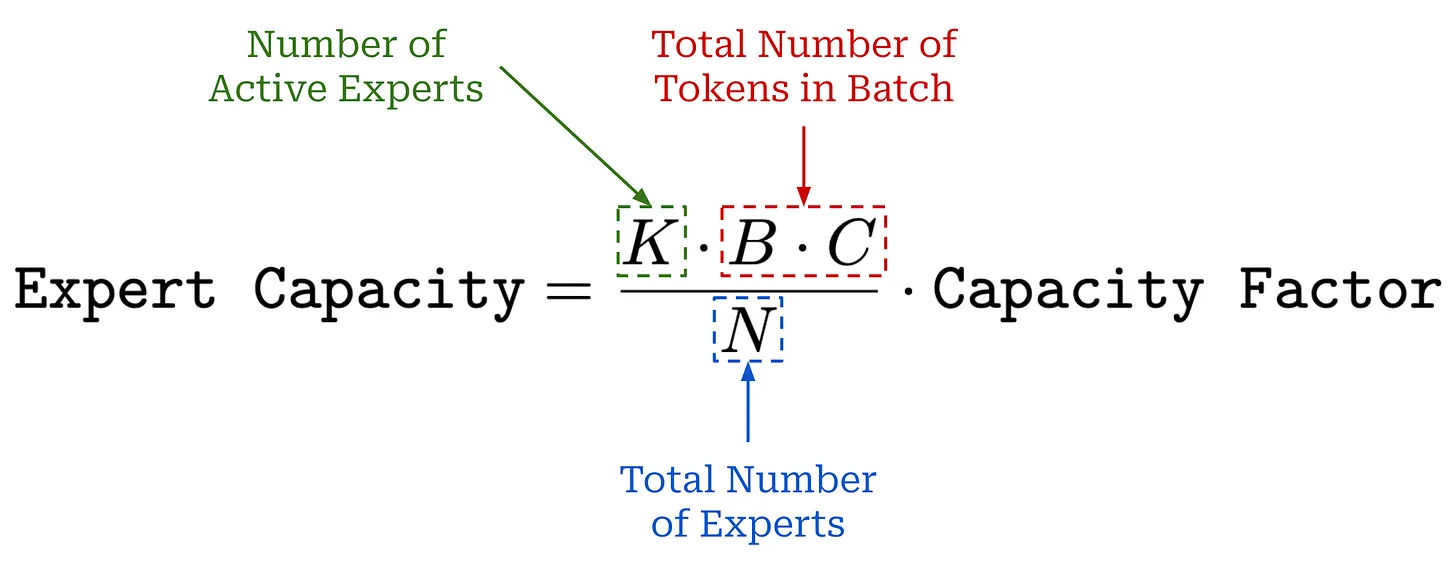 Number of
Active Experts
Total Number of
Tokens in Batch
K · B · C
Expert Capacity = · Capacity Factor
N
Total Number
of Experts